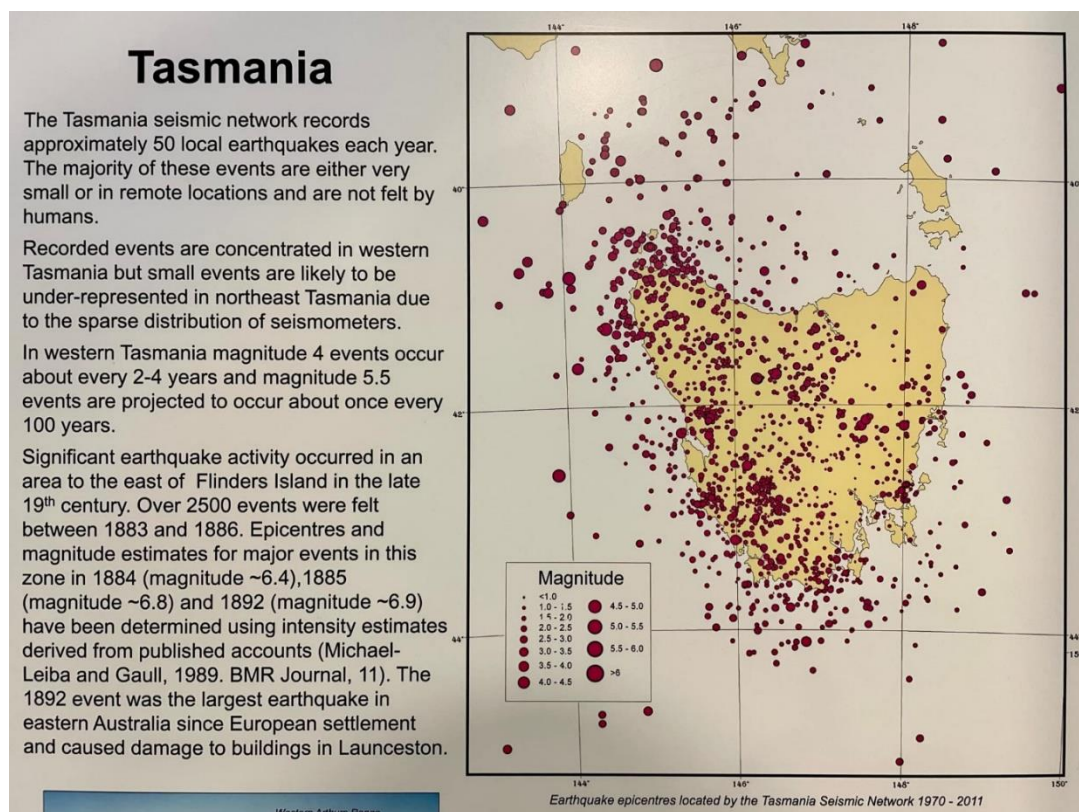 Tasmania
The Tasmania seismic network records
approximately 50 local earthquakes each year.
The majority of these events are either very
small or in remote locations and are not felt by
humans.
Recorded events are concentrated in western
Tasmania but small events are likely to be
under-represented in northeast Tasmania due
to the sparse distribution of seismometers.
In western Tasmania magnitude 4 events occur
about every 2-4 years and magnitude 5.5
events are projected to occur about once every
100 years.
Significant earthquake activity occurred in an
area to the east of Flinders Island in the late
19th century. Over 2500 events were felt
between 1883 and 1886. Epicentres and
magnitude estimates for major events in this
zone in 1884 (magnitude ~6.4),1885
(magnitude ~6.8) and 1892 (magnitude ~6.9)
have been determined using intensity estimates
derived from published accounts (Michael-
Leiba and Gaull, 1989. BMR Journal, 11). The
1892 event was the largest earthquake in
eastern Australia since European settlement
and caused damage to buildings in Launceston.
144° 146° 148°
40° 40
42° 42
44° 44
15
Magnitude
<1.0
1.0 - 1.5
1.5 - 2.0
2.0 - 2.5
2.5 - 3.0
3.0 - 3.5
3.5 - 4.0
4.0 - 4.5
4.5 - 5.0
5.0 - 5.5
5.5 - 6.0
>6
144° 146° 148° 150°
Earthquake epicentres located by the Tasmania Seismic Network 1970 - 2011
Western Arthur Range